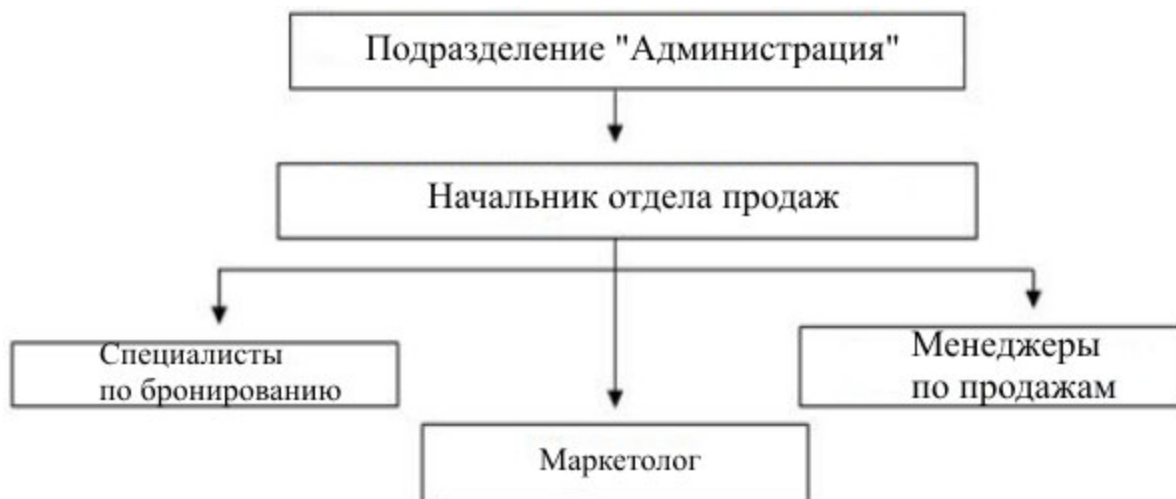 Подразделение "Администрация"
Начальник отдела продаж
Специалисты
по бронированию
Менеджеры
по продажам
Маркетолог